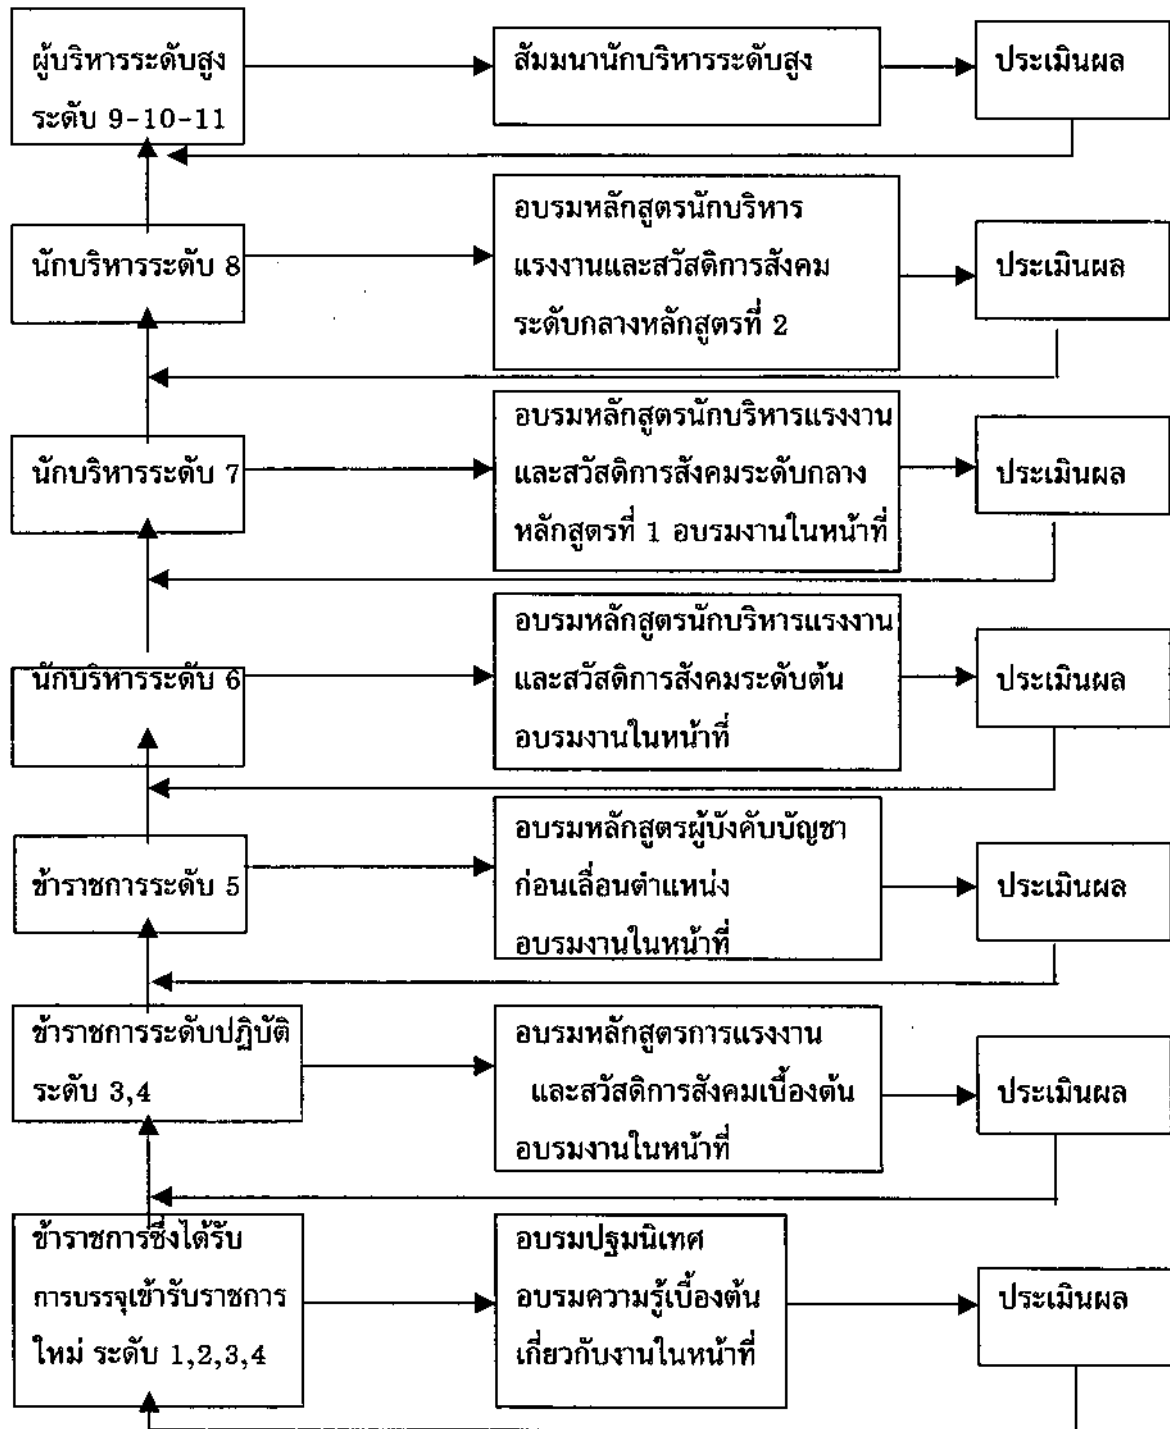 ผู้บริหารระดับสูง
ระดับ 9-10-11
สัมมนานักบริหารระดับสูง
ประเมินผล
นักบริหารระดับ 8
อบรมหลักสูตรนักบริหาร
แรงงานและสวัสดิการสังคม
ระดับกลางหลักสูตรที่ 2
ประเมินผล
นักบริหารระดับ 7
อบรมหลักสูตรนักบริหารแรงงาน
และสวัสดิการสังคมระดับกลาง
หลักสูตรที่ 1 อบรมงานในหน้าที่
ประเมินผล
นักบริหารระดับ 6
อบรมหลักสูตรนักบริหารแรงงาน
และสวัสดิการสังคมระดับต้น
อบรมงานในหน้าที่
ประเมินผล
ข้าราชการระดับ 5
อบรมหลักสูตรผู้บังคับบัญชา
ก่อนเลื่อนตำแหน่ง
อบรมงานในหน้าที่
ประเมินผล
ข้าราชการระดับปฏิบัติ
ระดับ 3,4
อบรมหลักสูตรการแรงงาน
และสวัสดิการสังคมเบื้องต้น
อบรมงานในหน้าที่
ประเมินผล
ข้าราชการซึ่งได้รับ
การบรรจุเข้ารับราชการ
ใหม่ ระดับ 1,2,3,4
อบรมปฐมนิเทศ
อบรมความรู้เบื้องต้น
เกี่ยวกับงานในหน้าที่
ประเมินผล